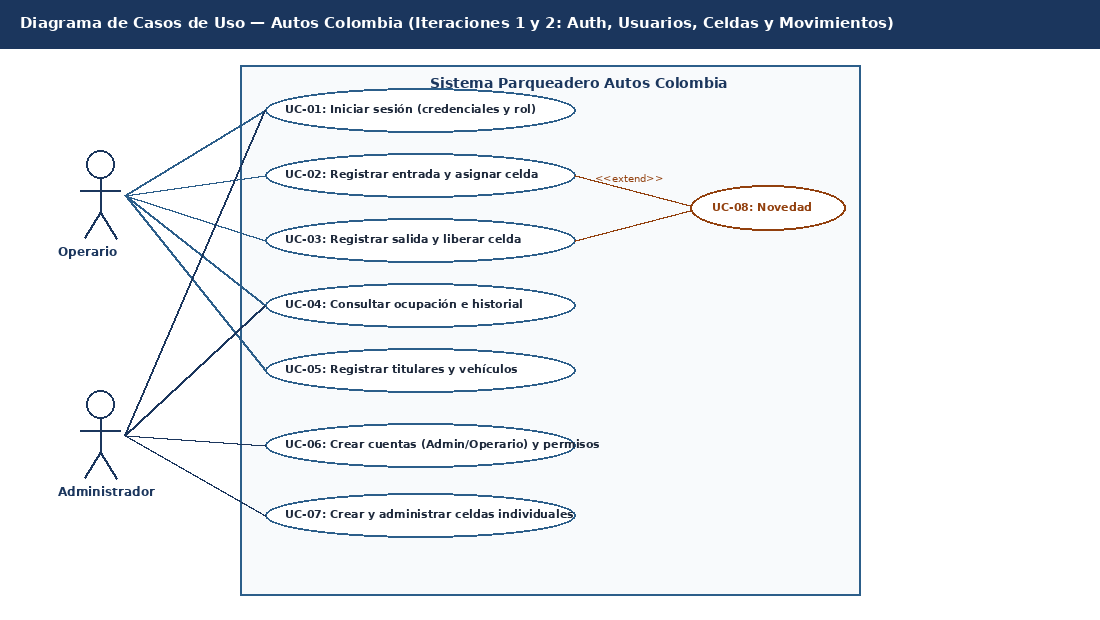 Diagrama de Casos de Uso — Autos Colombia (Iteraciones 1 y 2: Auth, Usuarios, Celdas y Movimientos)
Sistema Parqueadero Autos Colombia
UC-01: Iniciar sesión (credenciales y rol)
UC-02: Registrar entrada y asignar celda
<<extend>>
UC-08: Novedad
UC-03: Registrar salida y liberar celda
Operario
UC-04: Consultar ocupación e historial
UC-05: Registrar titulares y vehículos
UC-06: Crear cuentas (Admin/Operario) y permisos
Administrador
UC-07: Crear y administrar celdas individuales